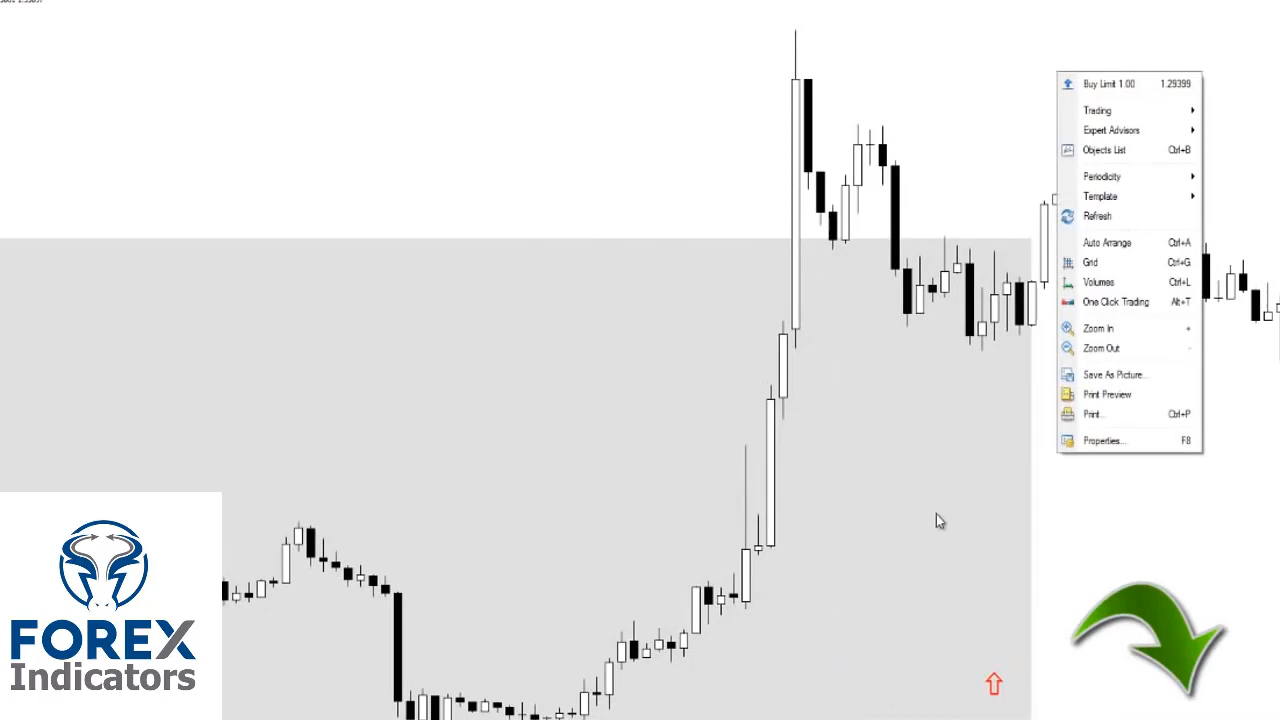 Buy Limit 1.00 1.29399
Trading
Expert Advisors
Objects List Ctrl+B
Periodicity
Template
Refresh
Auto Arrange Ctrl+A
Grid Ctrl+G
Volumes Ctrl+L
One Click Trading Alt+T
Zoom In +
Zoom Out -
Save As Picture...
Print Preview
Print... Ctrl+P
Properties... F8
FOREX
Indicators